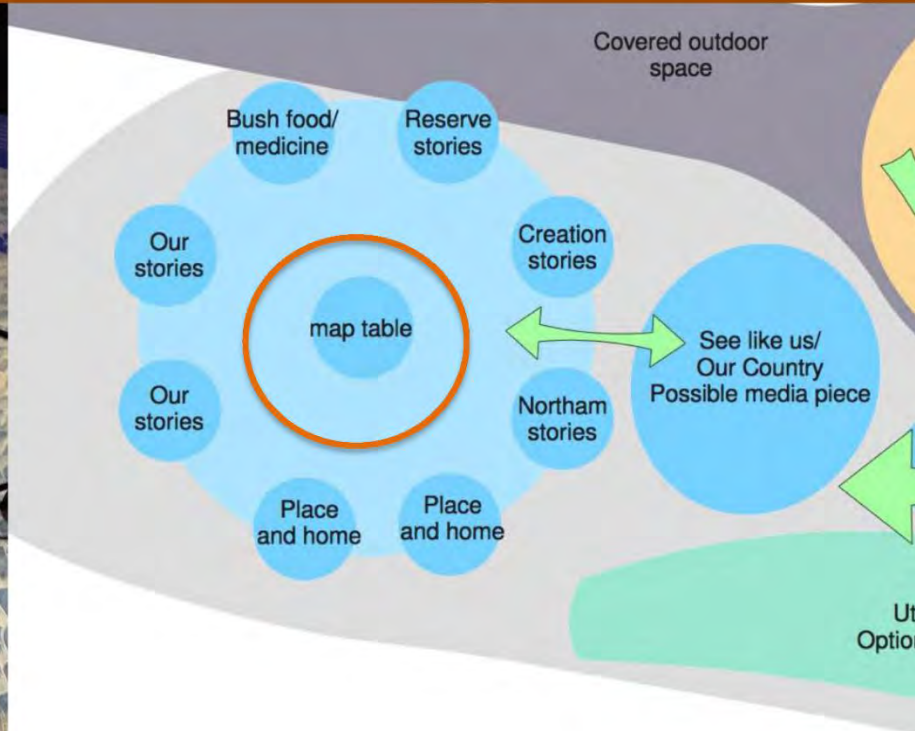 Covered outdoor
space
Bush food/
medicine
Reserve
stories
Our
stories
Creation
stories
map table
See like us/
Our Country
Possible media piece
Our
stories
Northam
stories
Place
and home
Place
and home